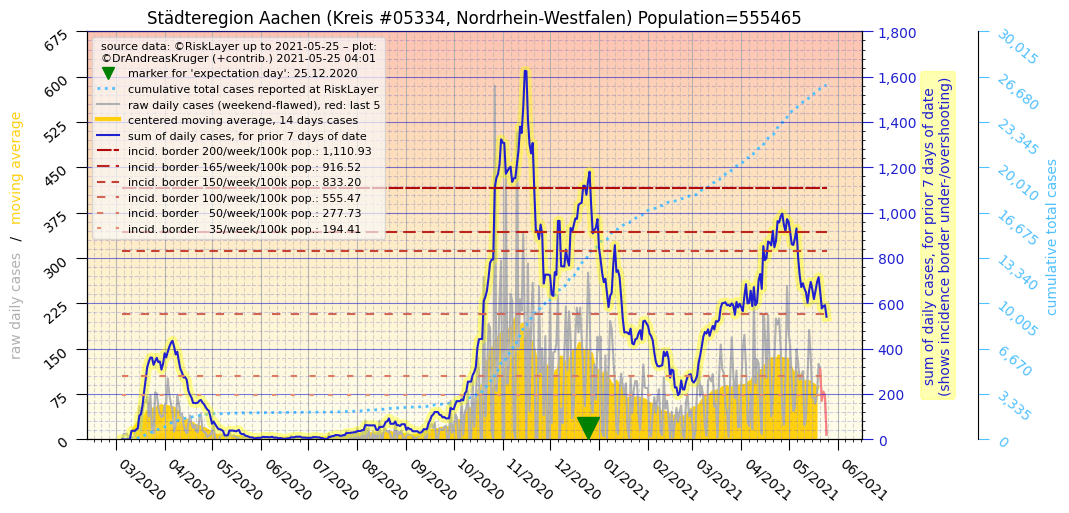 Städteregion Aachen (Kreis #05334, Nordrhein-Westfalen) Population=555465
source data: ©RiskLayer up to 2021-05-25 – plot:
©DrAndreasKruger (+contrib.) 2021-05-25 04:01
marker for 'expectation day': 25.12.2020
cumulative total cases reported at RiskLayer
raw daily cases (weekend-flawed), red: last 5
centered moving average, 14 days cases
sum of daily cases, for prior 7 days of date
incid. border 200/week/100k pop.: 1,110.93
incid. border 165/week/100k pop.: 916.52
incid. border 150/week/100k pop.: 833.20
incid. border 100/week/100k pop.: 555.47
incid. border   50/week/100k pop.: 277.73
incid. border   35/week/100k pop.: 194.41
raw daily cases   /   moving average
675
600
525
450
375
300
225
150
75
0
03/2020
04/2020
05/2020
06/2020
07/2020
08/2020
09/2020
10/2020
11/2020
12/2020
01/2021
02/2021
03/2021
04/2021
05/2021
06/2021
1,800
1,600
1,400
1,200
1,000
800
600
400
200
0
sum of daily cases, for prior 7 days of date
(shows incidence border under-/overshooting)
30,015
26,680
23,345
20,010
16,675
13,340
10,005
6,670
3,335
0
cumulative total cases